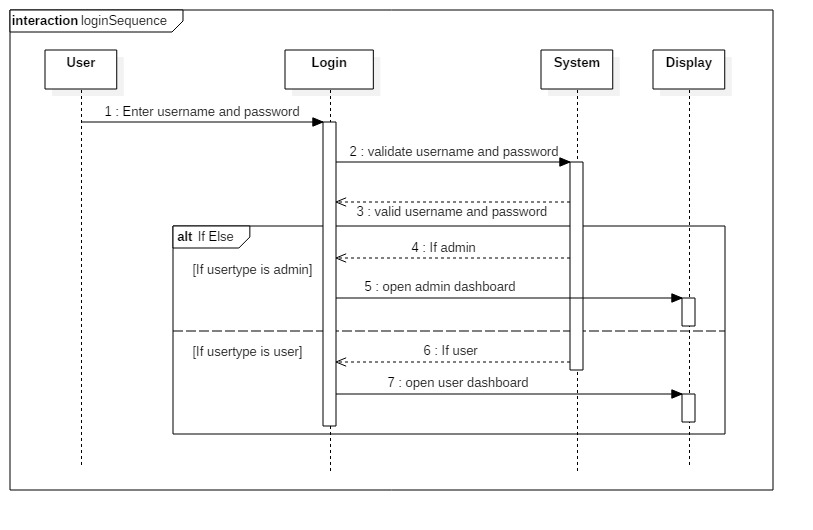 interaction loginSequence
User
Login
System
Display
1 : Enter username and password
2 : validate username and password
3 : valid username and password
alt If Else
4 : If admin
[If usertype is admin]
5 : open admin dashboard
[If usertype is user]
6 : If user
7 : open user dashboard